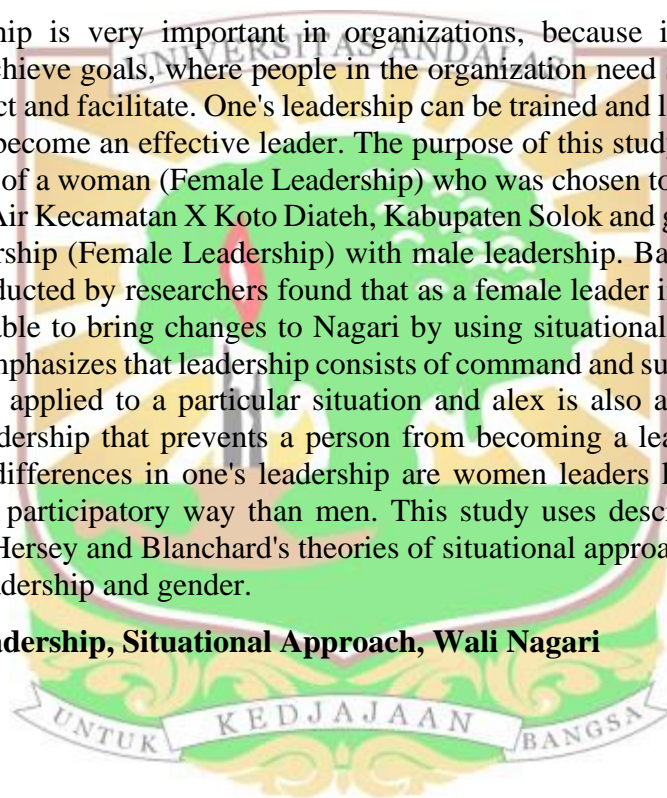 hip is very important in organizations, because i
UNIVERSITAS ANDALAS
chieve goals, where people in the organization need
ct and facilitate. One's leadership can be trained and l
become an effective leader. The purpose of this study
of a woman (Female Leadership) who was chosen to
Air Kecamatan X Koto Diateh, Kabupaten Solok and g
rship (Female Leadership) with male leadership. Ba
ducted by researchers found that as a female leader i
able to bring changes to Nagari by using situational
mphasizes that leadership consists of command and su
applied to a particular situation and alex is also a
dership that prevents a person from becoming a lea
differences in one's leadership are women leaders l
participatory way than men. This study uses desc
Hersey and Blanchard's theories of situational approa
adership and gender.
adership, Situational Approach, Wali Nagari
UNTUK KEDJAJAAN BANGSA